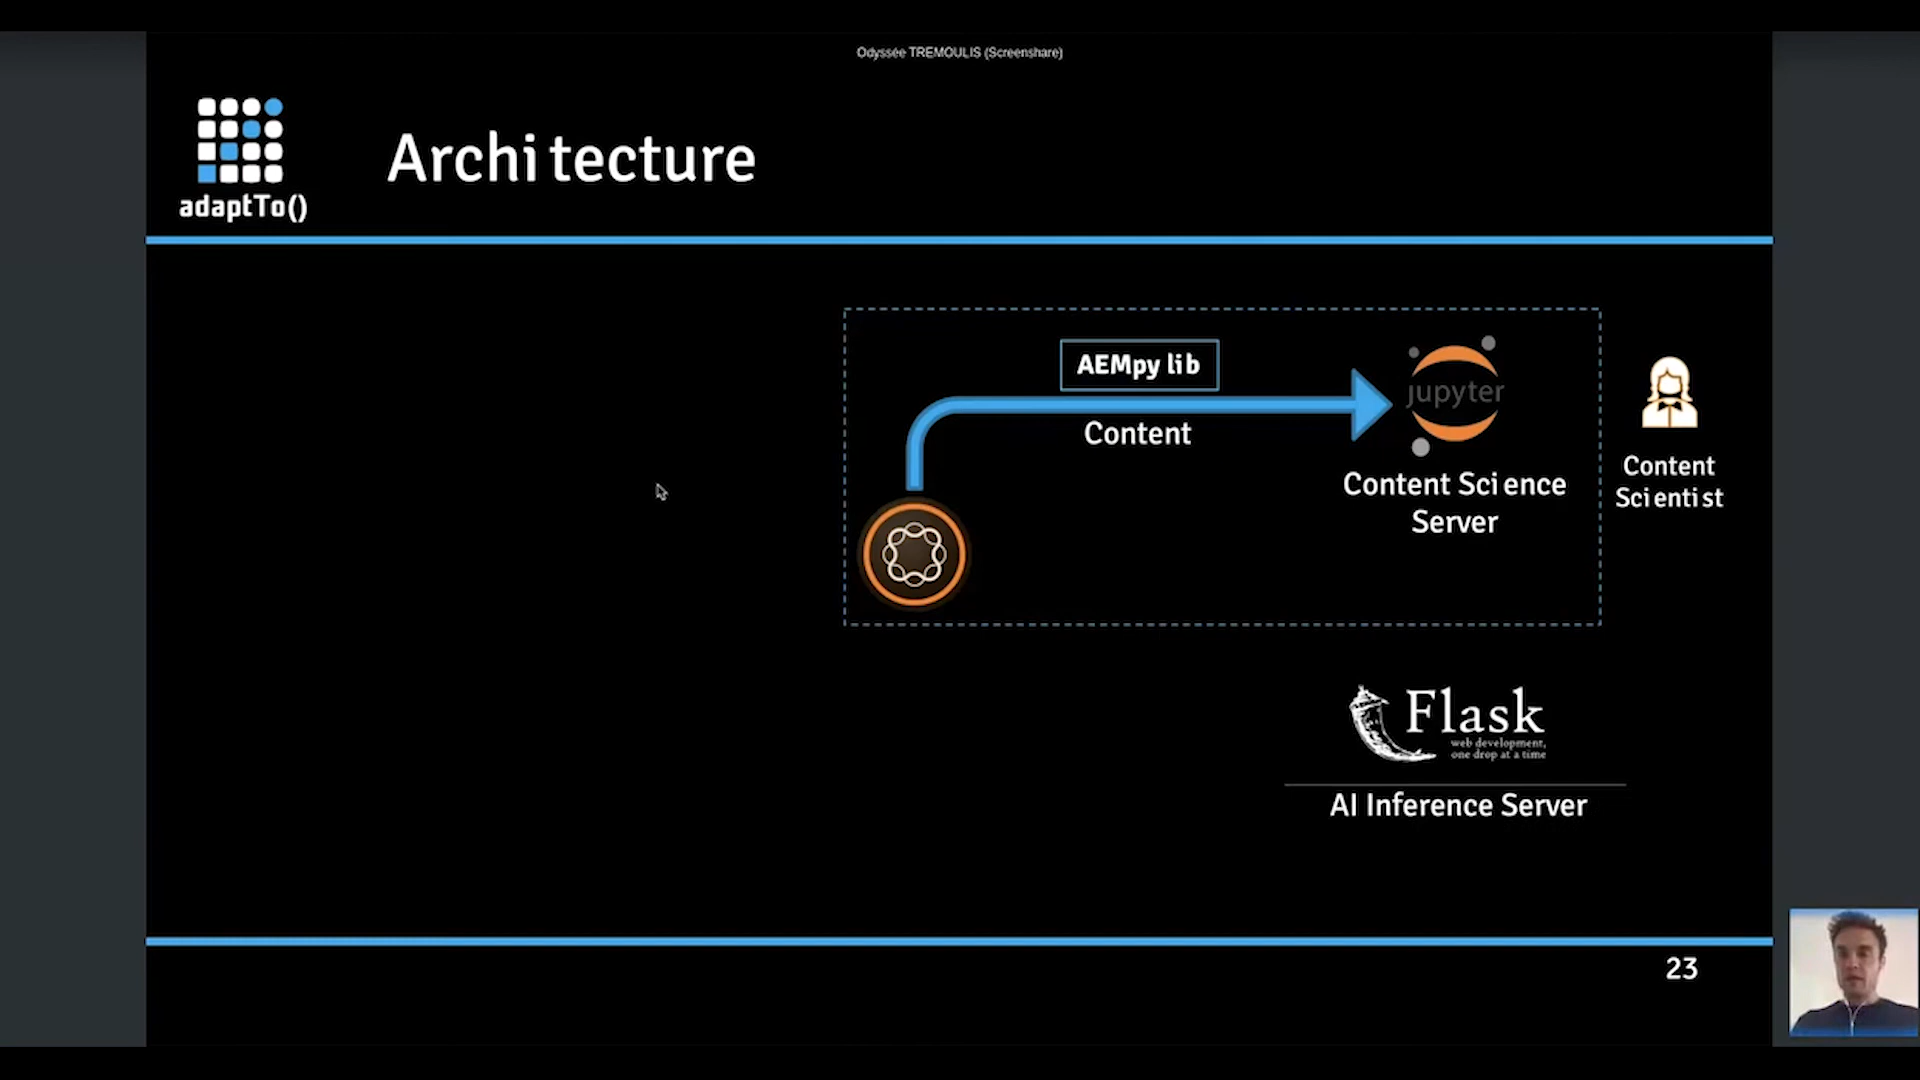 Odyssée TREMOULIS (Screenshare)
adaptTo()
Architecture
AEMpy lib
Content
jupyter
Content Science
Server
Content
Scientist
Flask
web development,
one drop at a time
AI Inference Server
23